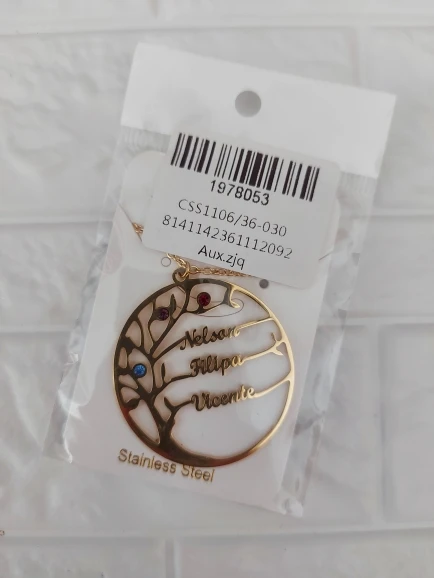 1978053
CSS1106/36-030
8141142361112092
Aux.zjq
Nelson
Filipa
Vicente
Stainless Steel